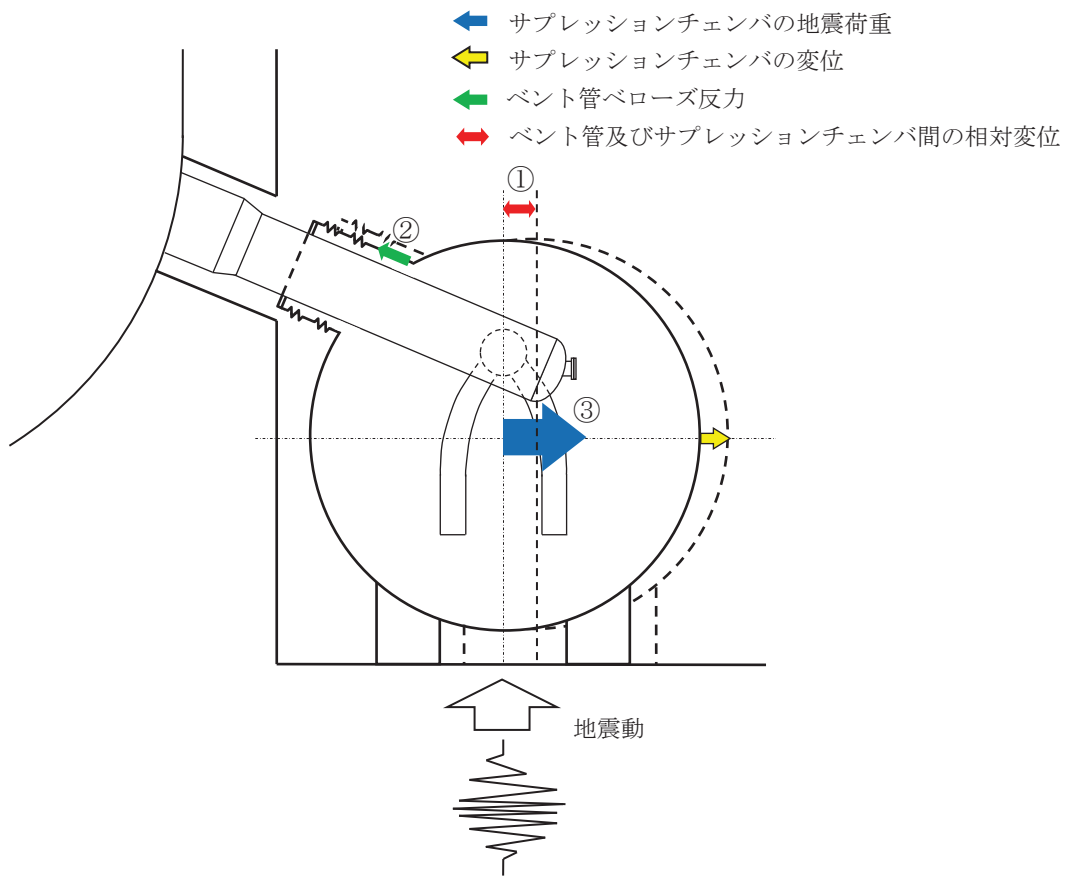 サプレッションチェンバの地震荷重
サプレッションチェンバの変位
ベント管ベローズ反力
ベント管及びサプレッションチェンバ間の相対変位
①
②
③
地震動